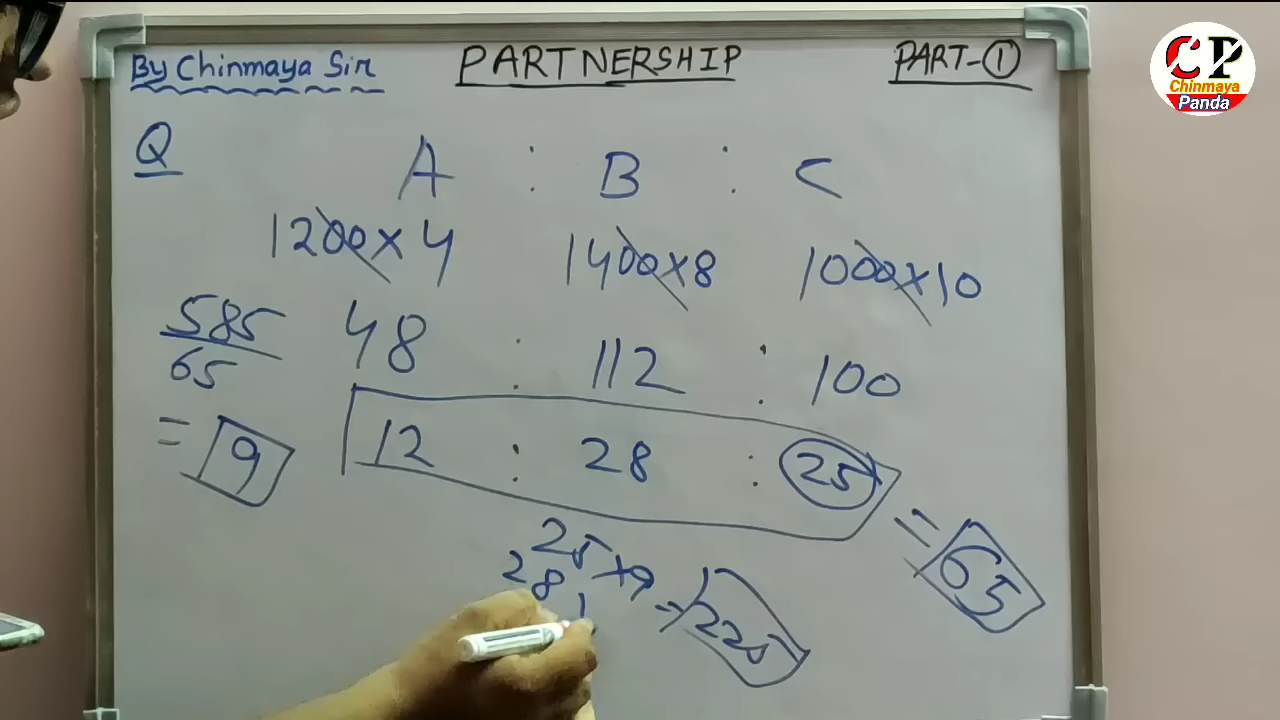 By Chinmaya Sir PARTNERSHIP PART-①
CP
Chinmaya
Panda
Q
A : B : C
1200×4 1400×8 1000×10
585
65
48 : 112 : 100
= 9
12 : 28 : 25
= 65
25 × 9 = 225
28